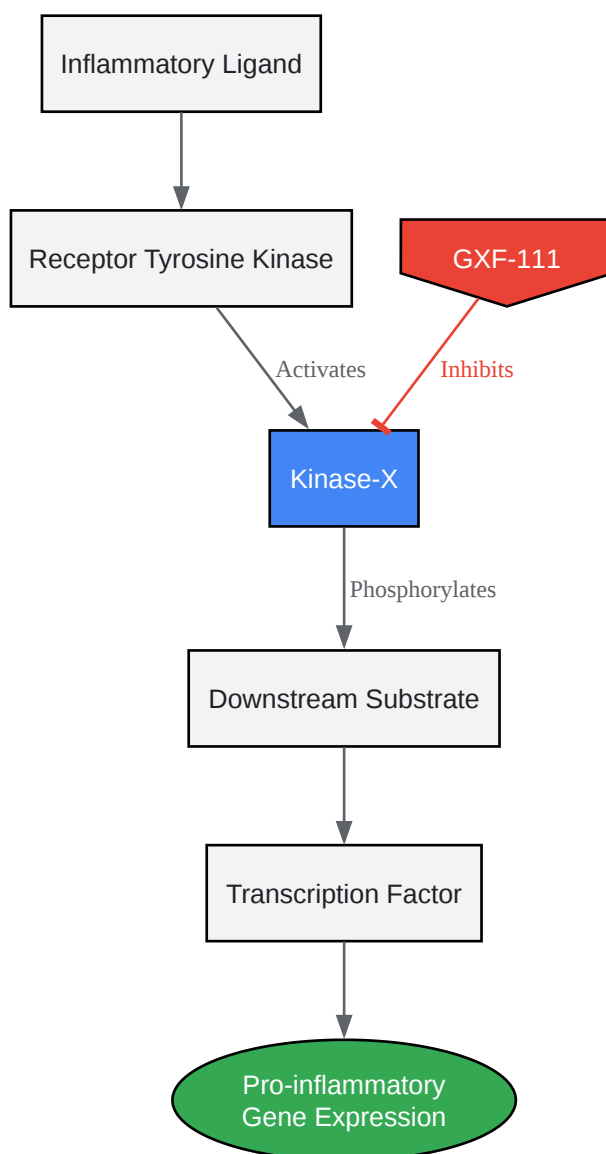 Inflammatory Ligand
Receptor Tyrosine Kinase
GXF-111
Activates
Inhibits
Kinase-X
Phosphorylates
Downstream Substrate
Transcription Factor
Pro-inflammatory
Gene Expression